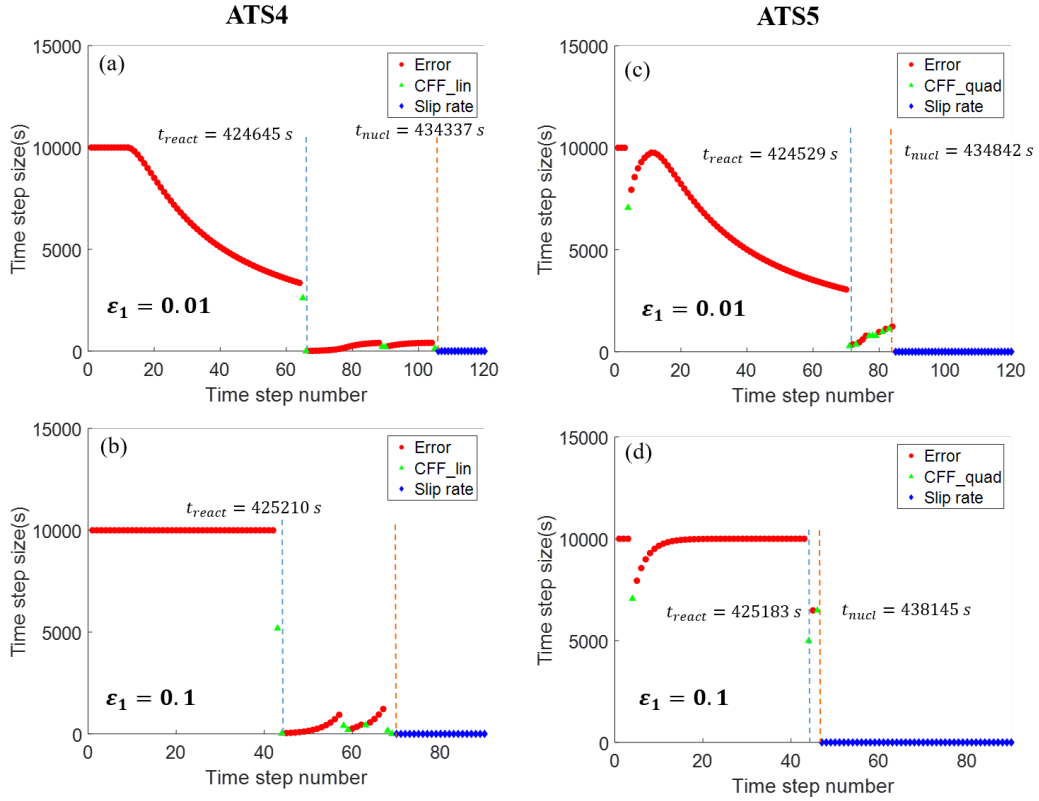 ATS4
ATS5
(a)
Error
CFF_lin
Slip rate
t_react = 424645 s
t_nucl = 434337 s
ε₁ = 0.01
15000
10000
5000
0
0 20 40 60 80 100 120
Time step number
Time step size(s)
(c)
Error
CFF_quad
Slip rate
t_react = 424529 s
t_nucl = 434842 s
ε₁ = 0.01
15000
10000
5000
0
0 20 40 60 80 100 120
Time step number
Time step size(s)
(b)
Error
CFF_lin
Slip rate
t_react = 425210 s
ε₁ = 0.1
15000
10000
5000
0
0 20 40 60 80
Time step number
Time step size(s)
(d)
Error
CFF_quad
Slip rate
t_react = 425183 s
t_nucl = 438145 s
ε₁ = 0.1
15000
10000
5000
0
0 20 40 60 80
Time step number
Time step size(s)